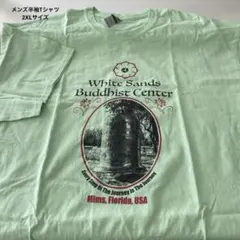 メンズ半袖Tシャツ
2XLサイズ
White Sands
Buddhist Center
Mims, Florida, USA